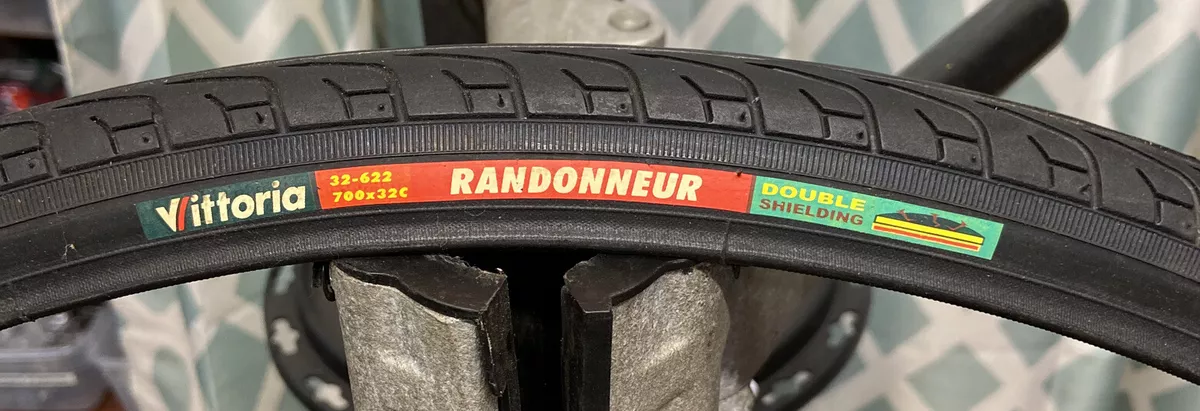 Vittoria
32-622
700x32C
RANDONNEUR
DOUBLE
SHIELDING